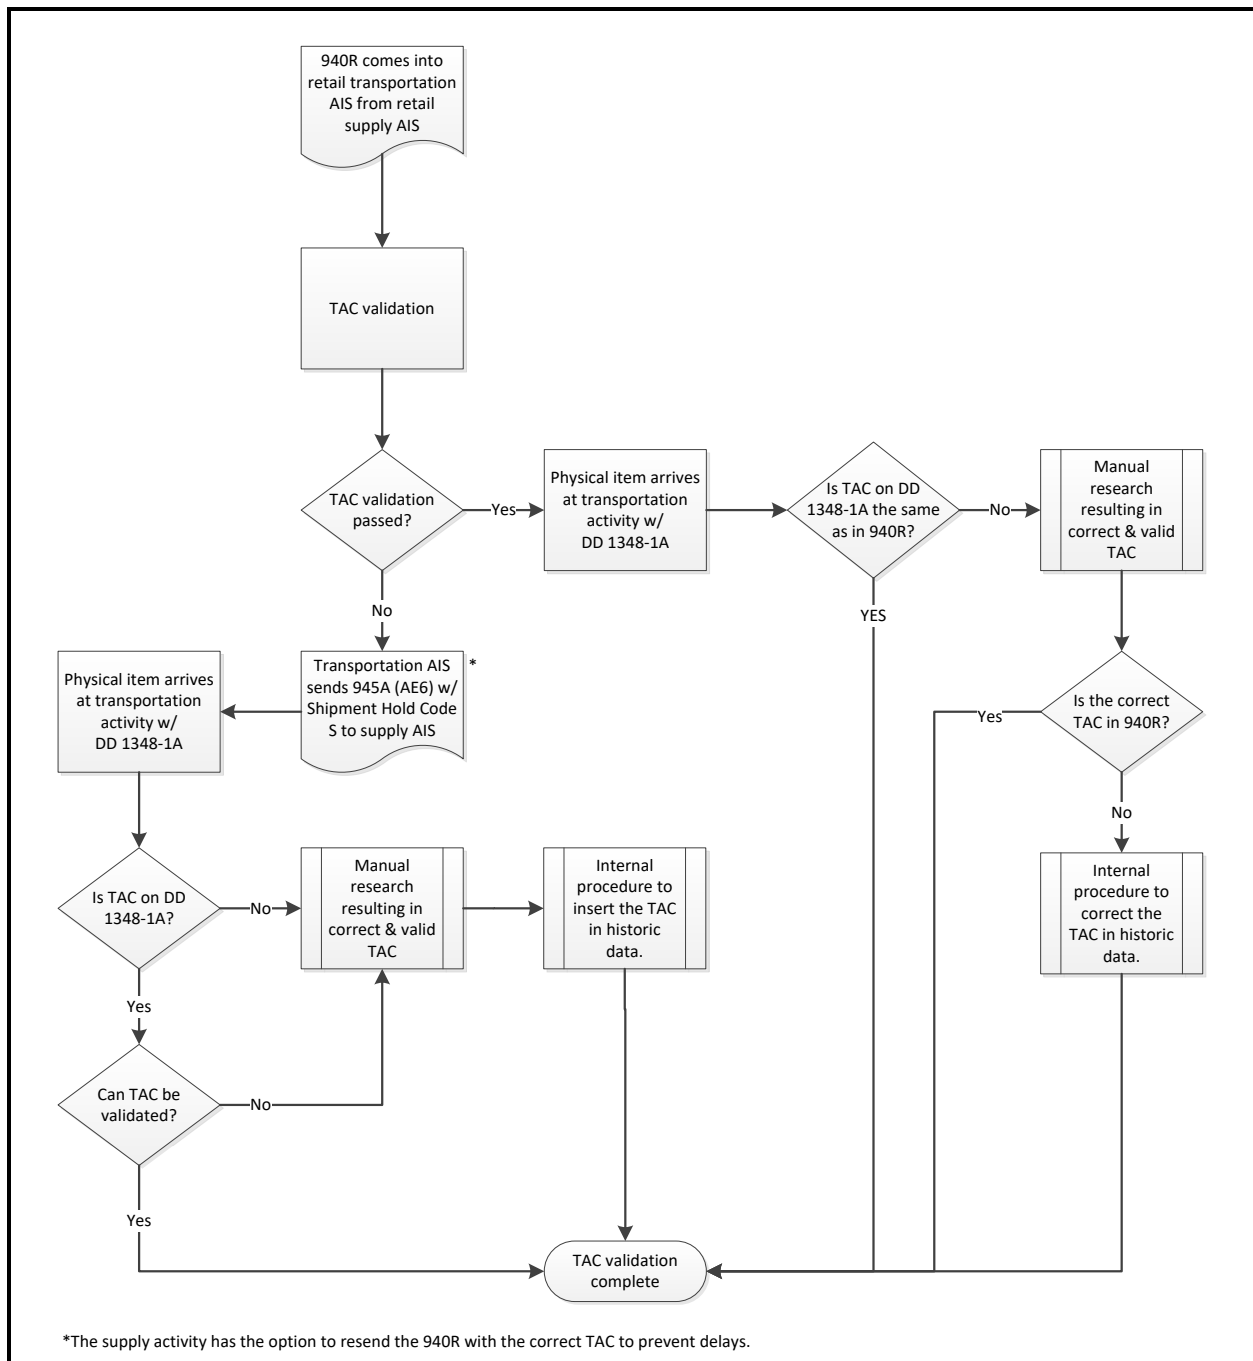 940R comes into
retail transportation
AIS from retail
supply AIS
TAC validation
TAC validation
passed?
Yes
Physical item arrives
at transportation
activity w/
DD 1348-1A
Is TAC on DD
1348-1A the same
as in 940R?
No
Manual
research
resulting in
correct & valid
TAC
No
YES
Physical item arrives
at transportation
activity w/
DD 1348-1A
Transportation AIS
sends 945A (AE6) w/
Shipment Hold Code
S to supply AIS
*
Yes
Is the correct
TAC in 940R?
No
Is TAC on DD
1348-1A?
No
Manual
research
resulting in
correct & valid
TAC
Internal
procedure to
insert the TAC
in historic
data.
Internal
procedure to
correct the
TAC in historic
data.
Yes
Can TAC be
validated?
No
Yes
TAC validation
complete
*The supply activity has the option to resend the 940R with the correct TAC to prevent delays.